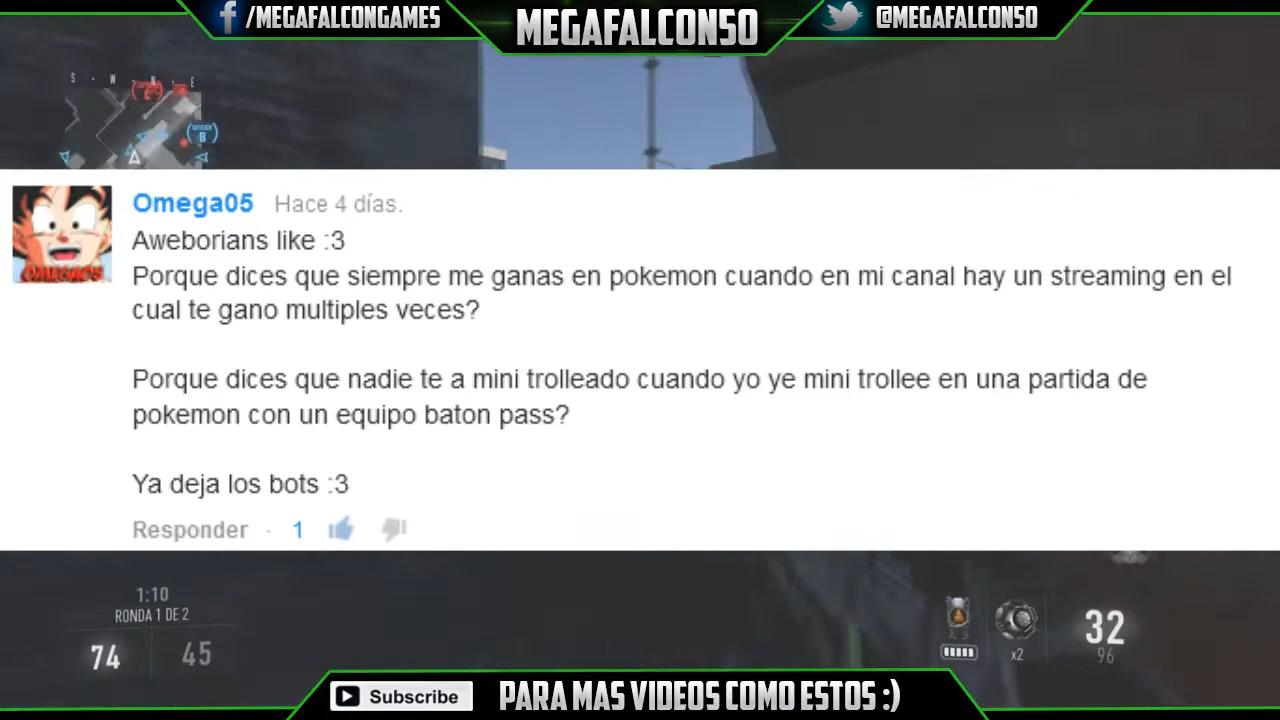 /MEGAFALCONGAMES
MEGAFALCON50
@MEGAFALCON50
S W N E
B
Omega05 Hace 4 días.
Aweborians like :3
Porque dices que siempre me ganas en pokemon cuando en mi canal hay un streaming en el
cual te gano multiples veces?
Porque dices que nadie te a mini trolleado cuando yo ye mini trollee en una partida de
pokemon con un equipo baton pass?
Ya deja los bots :3
Responder · 1
OMEGA05
1:10
RONDA 1 DE 2
74 45
x2
32
96
Subscribe
PARA MAS VIDEOS COMO ESTOS :)